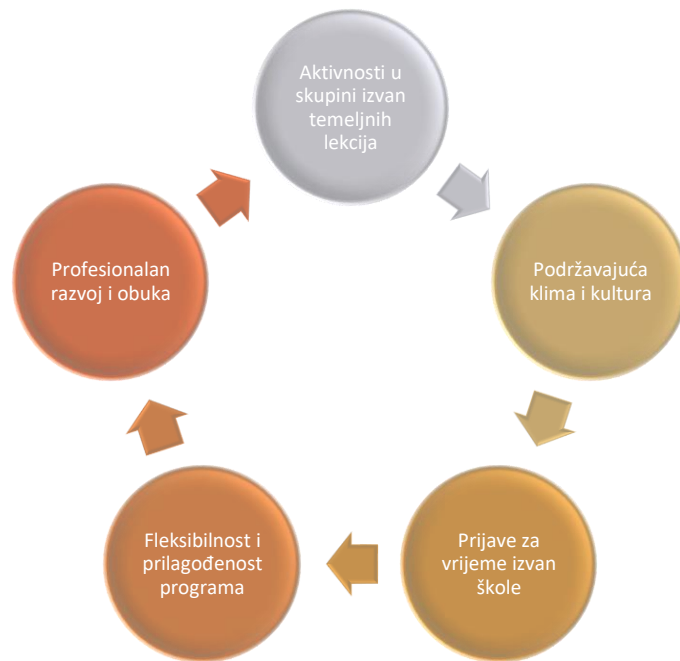 Aktivnosti u
skupini izvan
temeljnih
lekcija
Podržavajuća
klima i kultura
Prijave za
vrijeme izvan
škole
Fleksibilnost i
prilagođenost
programa
Profesionalan
razvoj i obuka